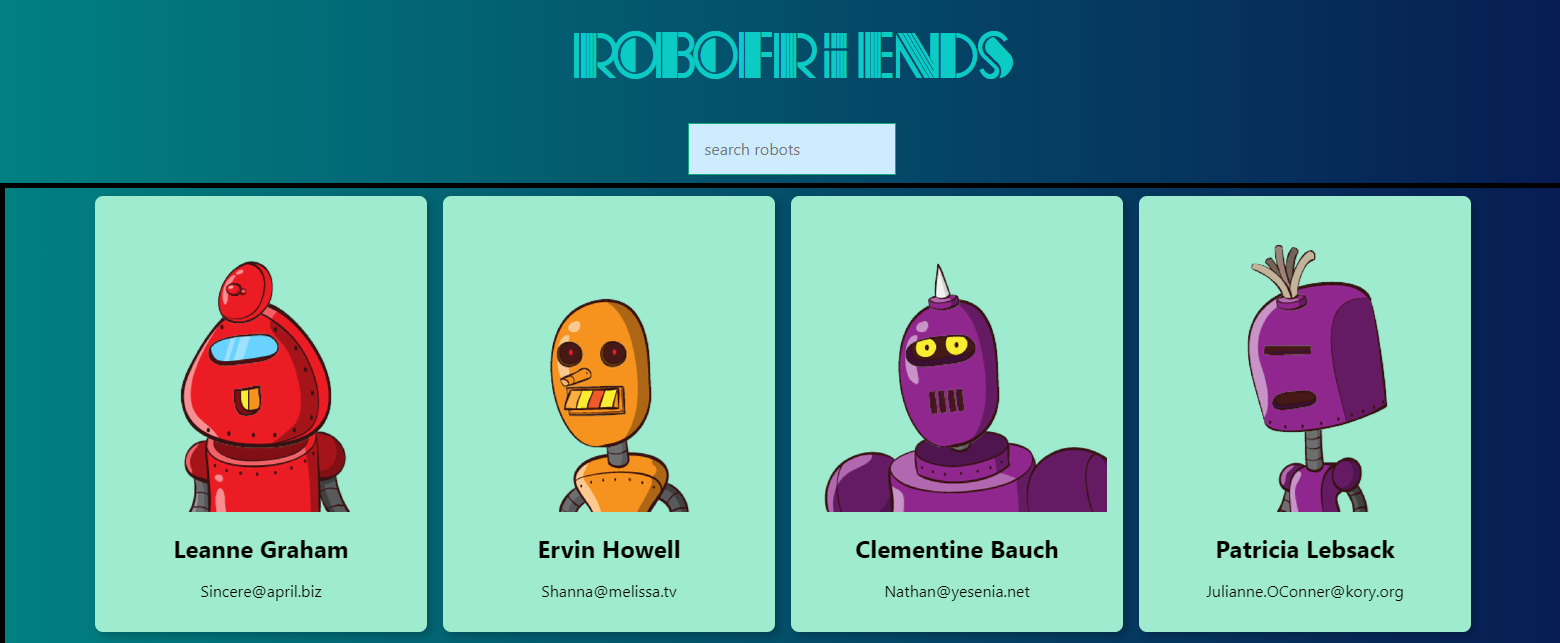 ROBOFRiENDS
search robots
Leanne Graham
Ervin Howell
Clementine Bauch
Patricia Lebsack
Sincere@april.biz
Shanna@melissa.tv
Nathan@yesenia.net
Julianne.OConner@kory.org